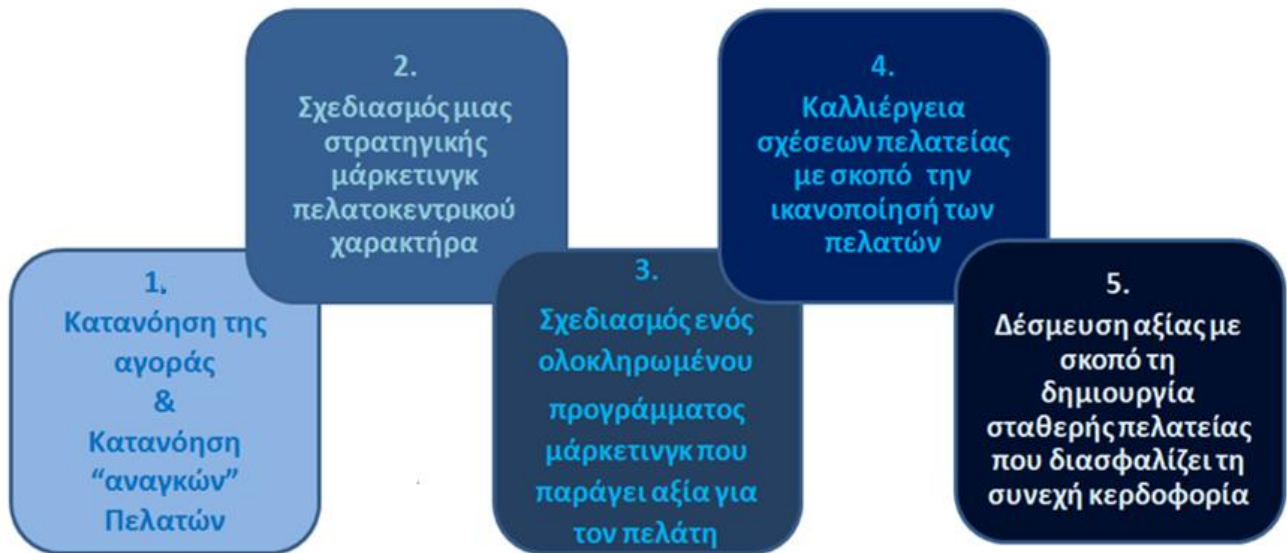 1.
Κατανόηση της
αγοράς
&
Κατανόηση
“αναγκών”
Πελατών
2.
Σχεδιασμός μιας
στρατηγικής
μάρκετινγκ
πελατοκεντρικού
χαρακτήρα
3.
Σχεδιασμός ενός
ολοκληρωμένου
προγράμματος
μάρκετινγκ που
παράγει αξία για
τον πελάτη
4.
Καλλιέργεια
σχέσεων πελατείας
με σκοπό την
ικανοποίησή των
πελατών
5.
Δέσμευση αξίας με
σκοπό τη
δημιουργία
σταθερής πελατείας
που διασφαλίζει τη
συνεχή κερδοφορία